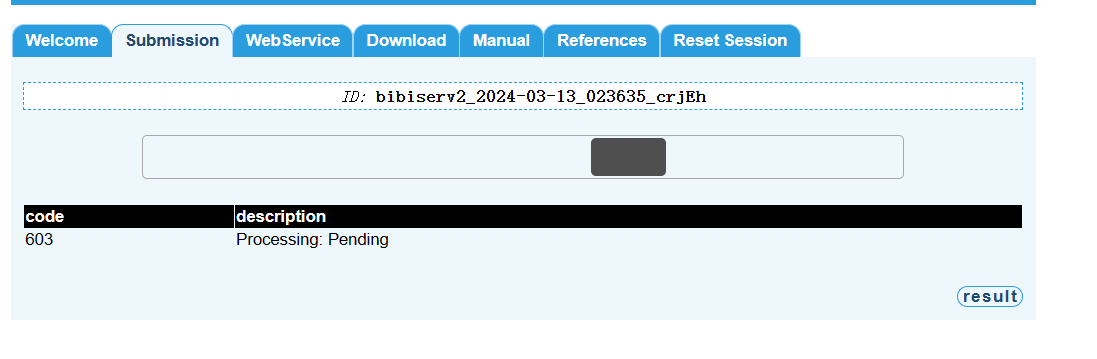 Welcome Submission WebService Download Manual References Reset Session
ID: bibiserv2_2024-03-13_023635_crjEh
code description
603 Processing: Pending
result